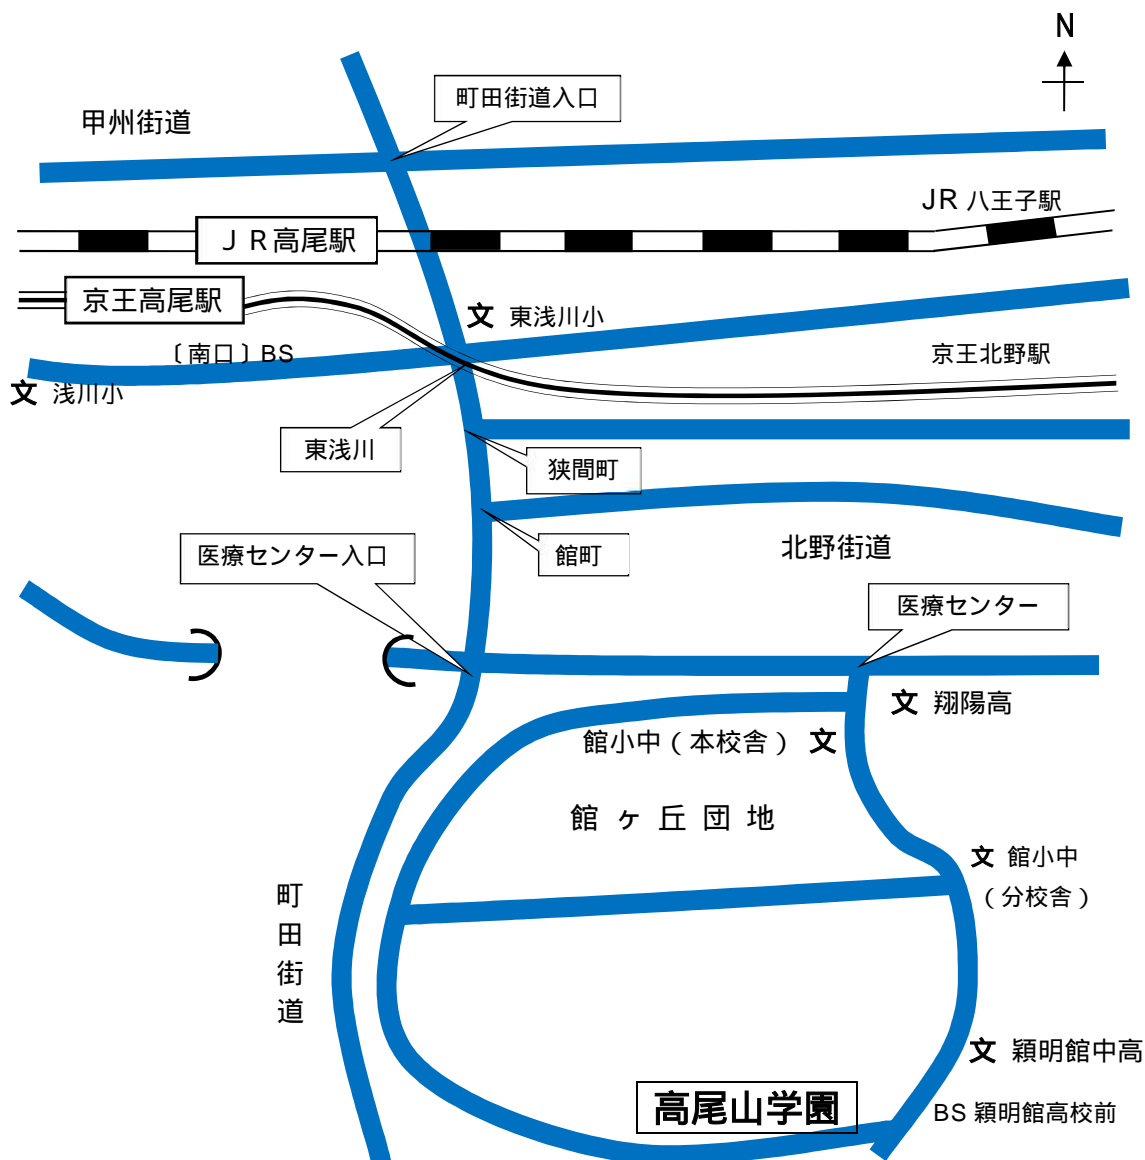 N
町田街道入口
甲州街道
JR 八王子駅
ＪＲ高尾駅
京王高尾駅
文 東浅川小
〔南口〕BS
京王北野駅
文 浅川小
東浅川
狭間町
館町
北野街道
医療センター入口
医療センター
文 翔陽高
館小中（本校舎） 文
館ヶ丘団地
文 館小中
（分校舎）
町田街道
文 穎明館中高
高尾山学園
BS 穎明館高校前